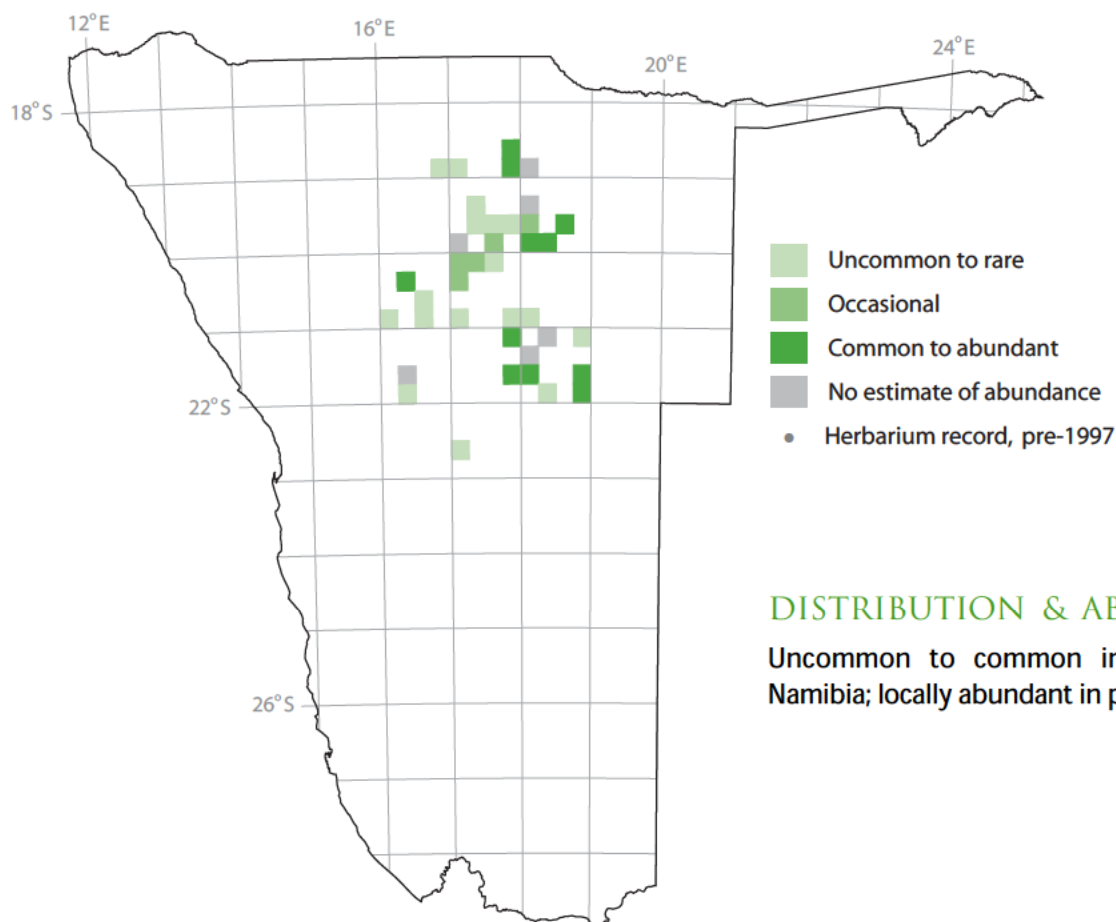 12°E
16°E
20°E
24°E
18°S
22°S
26°S
Uncommon to rare
Occasional
Common to abundant
No estimate of abundance
Herbarium record, pre-1997
DISTRIBUTION & AB
Uncommon to common in
Namibia; locally abundant in p